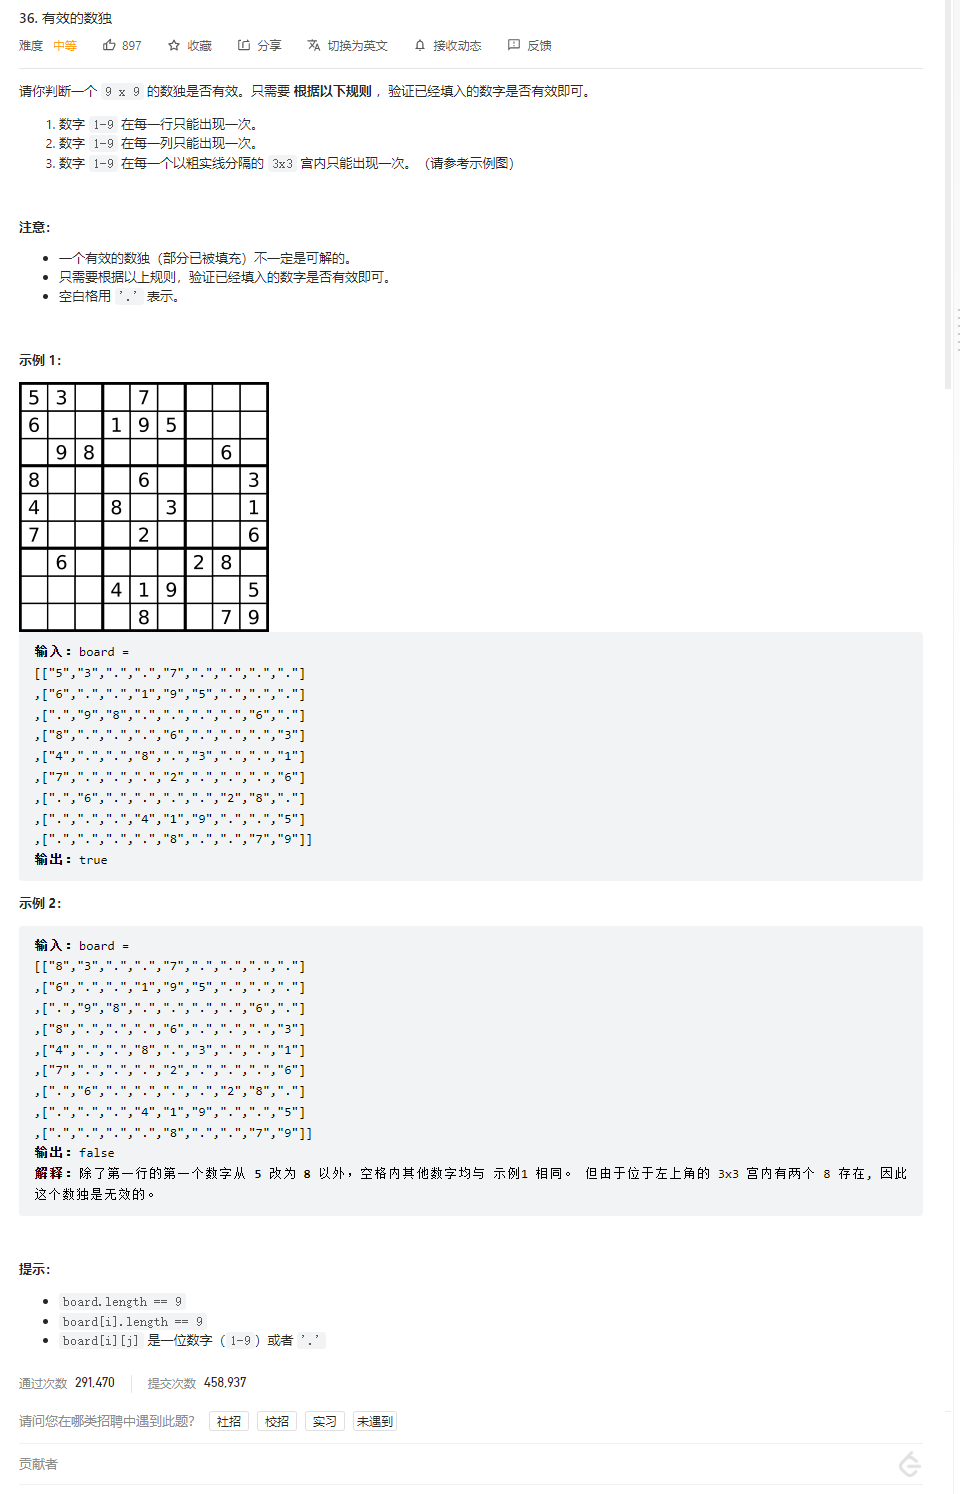 36. 有效的数独
难度 中等 897 收藏 分享 切换为英文 接收动态 反馈
请你判断一个 9 x 9 的数独是否有效。只需要 根据以下规则 ，验证已经填入的数字是否有效即可。
1. 数字 1-9 在每一行只能出现一次。
2. 数字 1-9 在每一列只能出现一次。
3. 数字 1-9 在每一个以粗实线分隔的 3x3 宫内只能出现一次。（请参考示例图）
注意：
一个有效的数独（部分已被填充）不一定是可解的。
只需要根据以上规则，验证已经填入的数字是否有效即可。
空白格用 '.' 表示。
示例 1：
5 3 7
6 1 9 5
9 8 6
8 6 3
4 8 3 1
7 2 6
6 2 8
4 1 9 5
8 7 9
输入：board =
[["5","3",".",".","7",".",".",".","."]
,["6",".",".","1","9","5",".",".","."]
,[".","9","8",".",".",".",".","6","."]
,["8",".",".",".","6",".",".",".","3"]
,["4",".",".","8",".","3",".",".","1"]
,["7",".",".",".","2",".",".",".","6"]
,[".","6",".",".",".",".","2","8","."]
,[".",".",".","4","1","9",".",".","5"]
,[".",".",".",".","8",".",".","7","9"]]
输出：true
示例 2：
输入：board =
[["8","3",".",".","7",".",".",".","."]
,["6",".",".","1","9","5",".",".","."]
,[".","9","8",".",".",".",".","6","."]
,["8",".",".",".","6",".",".",".","3"]
,["4",".",".","8",".","3",".",".","1"]
,["7",".",".",".","2",".",".",".","6"]
,[".","6",".",".",".",".","2","8","."]
,[".",".",".","4","1","9",".",".","5"]
,[".",".",".",".","8",".",".","7","9"]]
输出：false
解释：除了第一行的第一个数字从 5 改为 8 以外，空格内其他数字均与 示例1 相同。 但由于位于左上角的 3x3 宫内有两个 8 存在, 因此
这个数独是无效的。
提示：
board.length == 9
board[i].length == 9
board[i][j] 是一位数字（1-9）或者 '.'
通过次数 291,470 提交次数 458,937
请问您在哪类招聘中遇到此题？ 社招 校招 实习 未遇到
贡献者